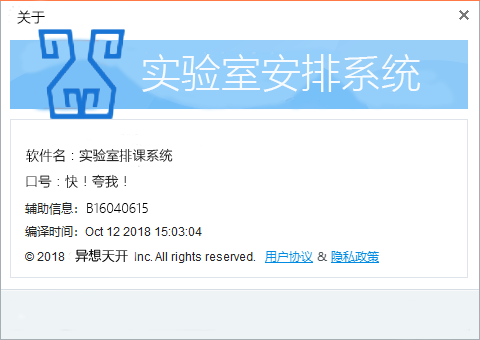 关于
实验室安排系统
软件名：实验室排课系统
口号：快！夸我！
辅助信息：B16040615
编译时间：Oct 12 2018 15:03:04
© 2018 异想天开 Inc. All rights reserved. 用户协议 & 隐私政策